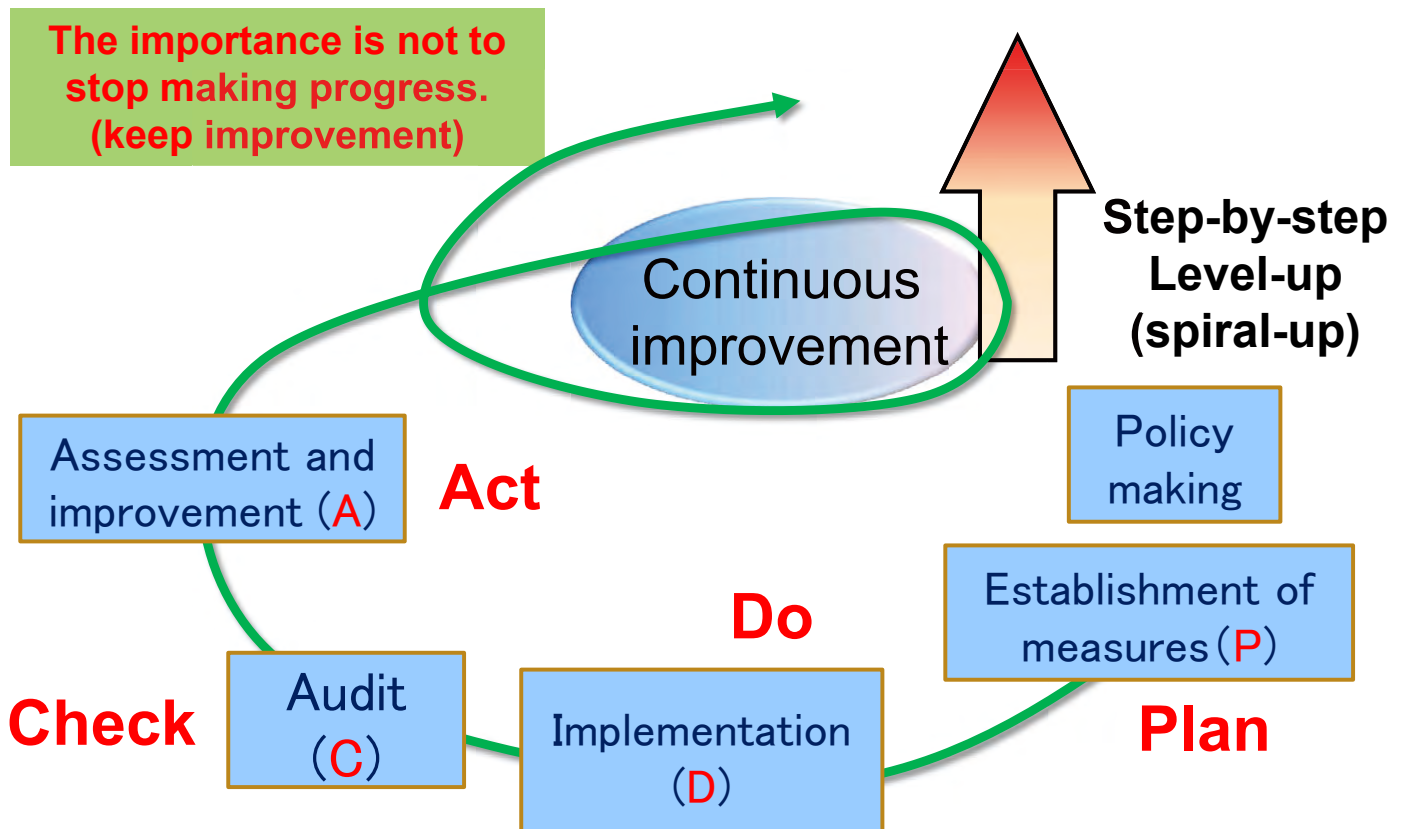 The importance is not to
stop making progress.
(keep improvement)
Step-by-step
Level-up
(spiral-up)
Continuous
improvement
Policy
making
Assessment and
improvement (A)
Act
Establishment of
measures (P)
Do
Plan
Audit
(C)
Check
Implementation
(D)